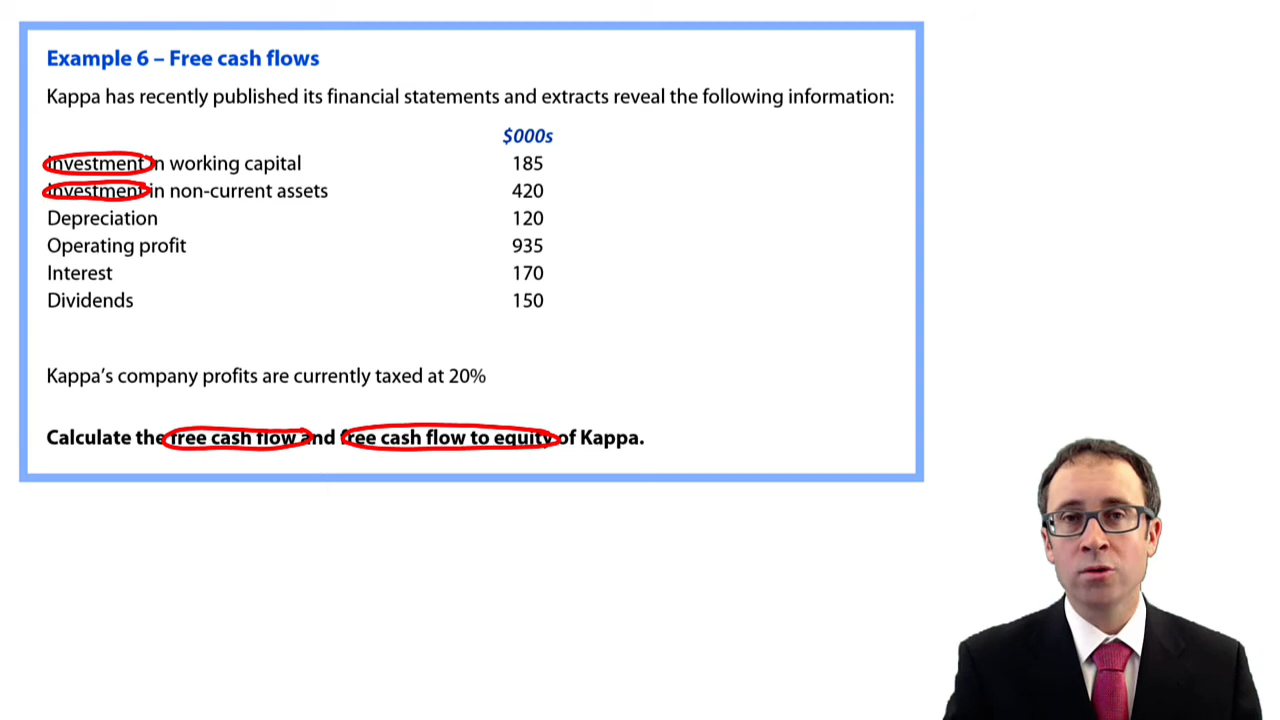 Example 6 – Free cash flows
Kappa has recently published its financial statements and extracts reveal the following information:
$000s
Investment in working capital 185
Investment in non-current assets 420
Depreciation 120
Operating profit 935
Interest 170
Dividends 150
Kappa’s company profits are currently taxed at 20%
Calculate the free cash flow and free cash flow to equity of Kappa.